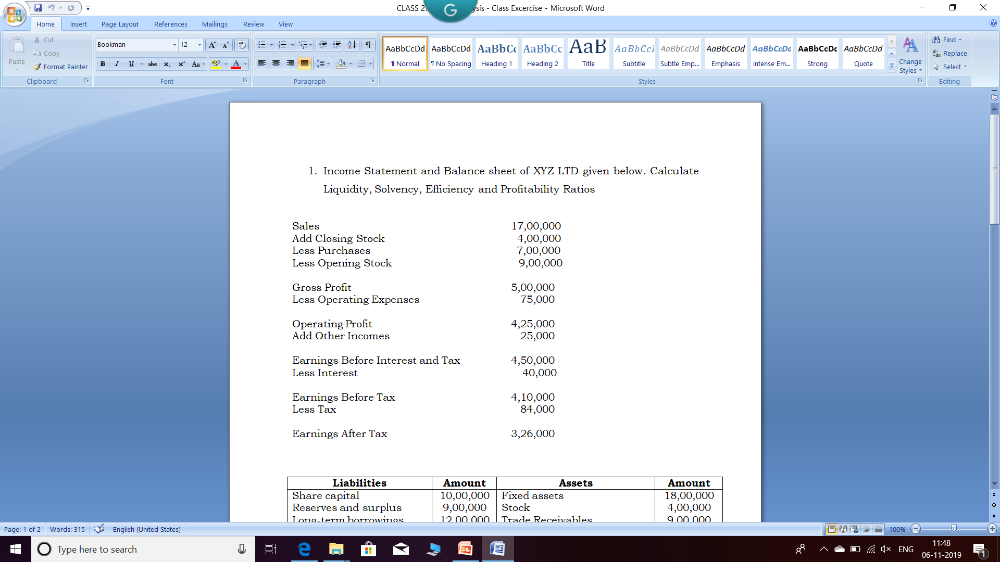 CLASS 27
ysis - Class Excercise - Microsoft Word
Home Insert Page Layout References Mailings Review View
Paste
Cut
Copy
Format Painter
Clipboard
Bookman 12
Font
Paragraph
AaBbCcDd AaBbCcDd AaBbCc AaBbCc AaB AaBbCcI AaBbCcDd AaBbCcDd AaBbCcDd AaBbCcDc AaBbCcDd
¶ Normal ¶ No Spacing Heading 1 Heading 2 Title Subtitle Subtle Emp... Emphasis Intense Em... Strong Quote
Styles
Change
Styles
Find
Replace
Select
Editing
1. Income Statement and Balance sheet of XYZ LTD given below. Calculate
Liquidity, Solvency, Efficiency and Profitability Ratios
Sales 17,00,000
Add Closing Stock 4,00,000
Less Purchases 7,00,000
Less Opening Stock 9,00,000
Gross Profit 5,00,000
Less Operating Expenses 75,000
Operating Profit 4,25,000
Add Other Incomes 25,000
Earnings Before Interest and Tax 4,50,000
Less Interest 40,000
Earnings Before Tax 4,10,000
Less Tax 84,000
Earnings After Tax 3,26,000
Liabilities Amount Assets Amount
Share capital 10,00,000 Fixed assets 18,00,000
Reserves and surplus 9,00,000 Stock 4,00,000
Long-term borrowings 12,00,000 Trade Receivables 9,00,000
Page: 1 of 2 Words: 315 English (United States) 100%
Type here to search
ENG
11:48
06-11-2019
1